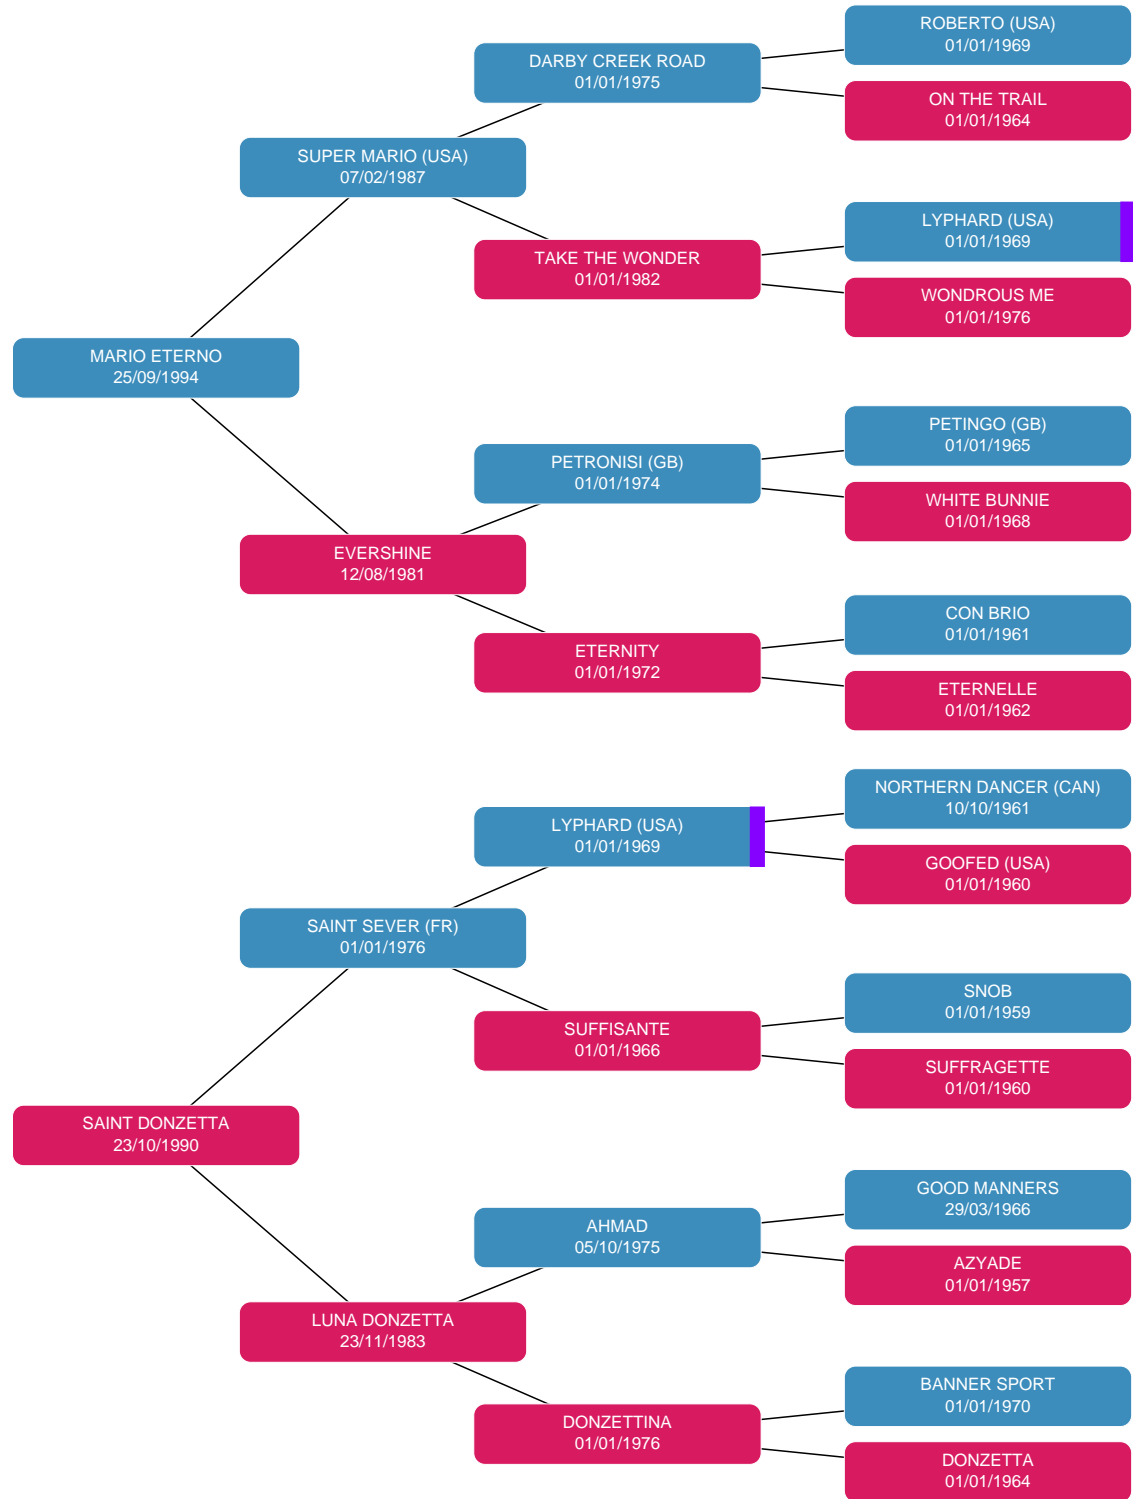 ROBERTO (USA)
01/01/1969
DARBY CREEK ROAD
01/01/1975
ON THE TRAIL
01/01/1964
SUPER MARIO (USA)
07/02/1987
LYPHARD (USA)
01/01/1969
TAKE THE WONDER
01/01/1982
WONDROUS ME
01/01/1976
MARIO ETERNO
25/09/1994
PETINGO (GB)
01/01/1965
PETRONISI (GB)
01/01/1974
WHITE BUNNIE
01/01/1968
EVERSHINE
12/08/1981
CON BRIO
01/01/1961
ETERNITY
01/01/1972
ETERNELLE
01/01/1962
NORTHERN DANCER (CAN)
10/10/1961
LYPHARD (USA)
01/01/1969
GOOFED (USA)
01/01/1960
SAINT SEVER (FR)
01/01/1976
SNOB
01/01/1959
SUFFISANTE
01/01/1966
SUFFRAGETTE
01/01/1960
SAINT DONZETTA
23/10/1990
GOOD MANNERS
29/03/1966
AHMAD
05/10/1975
AZYADE
01/01/1957
LUNA DONZETTA
23/11/1983
BANNER SPORT
01/01/1970
DONZETTINA
01/01/1976
DONZETTA
01/01/1964